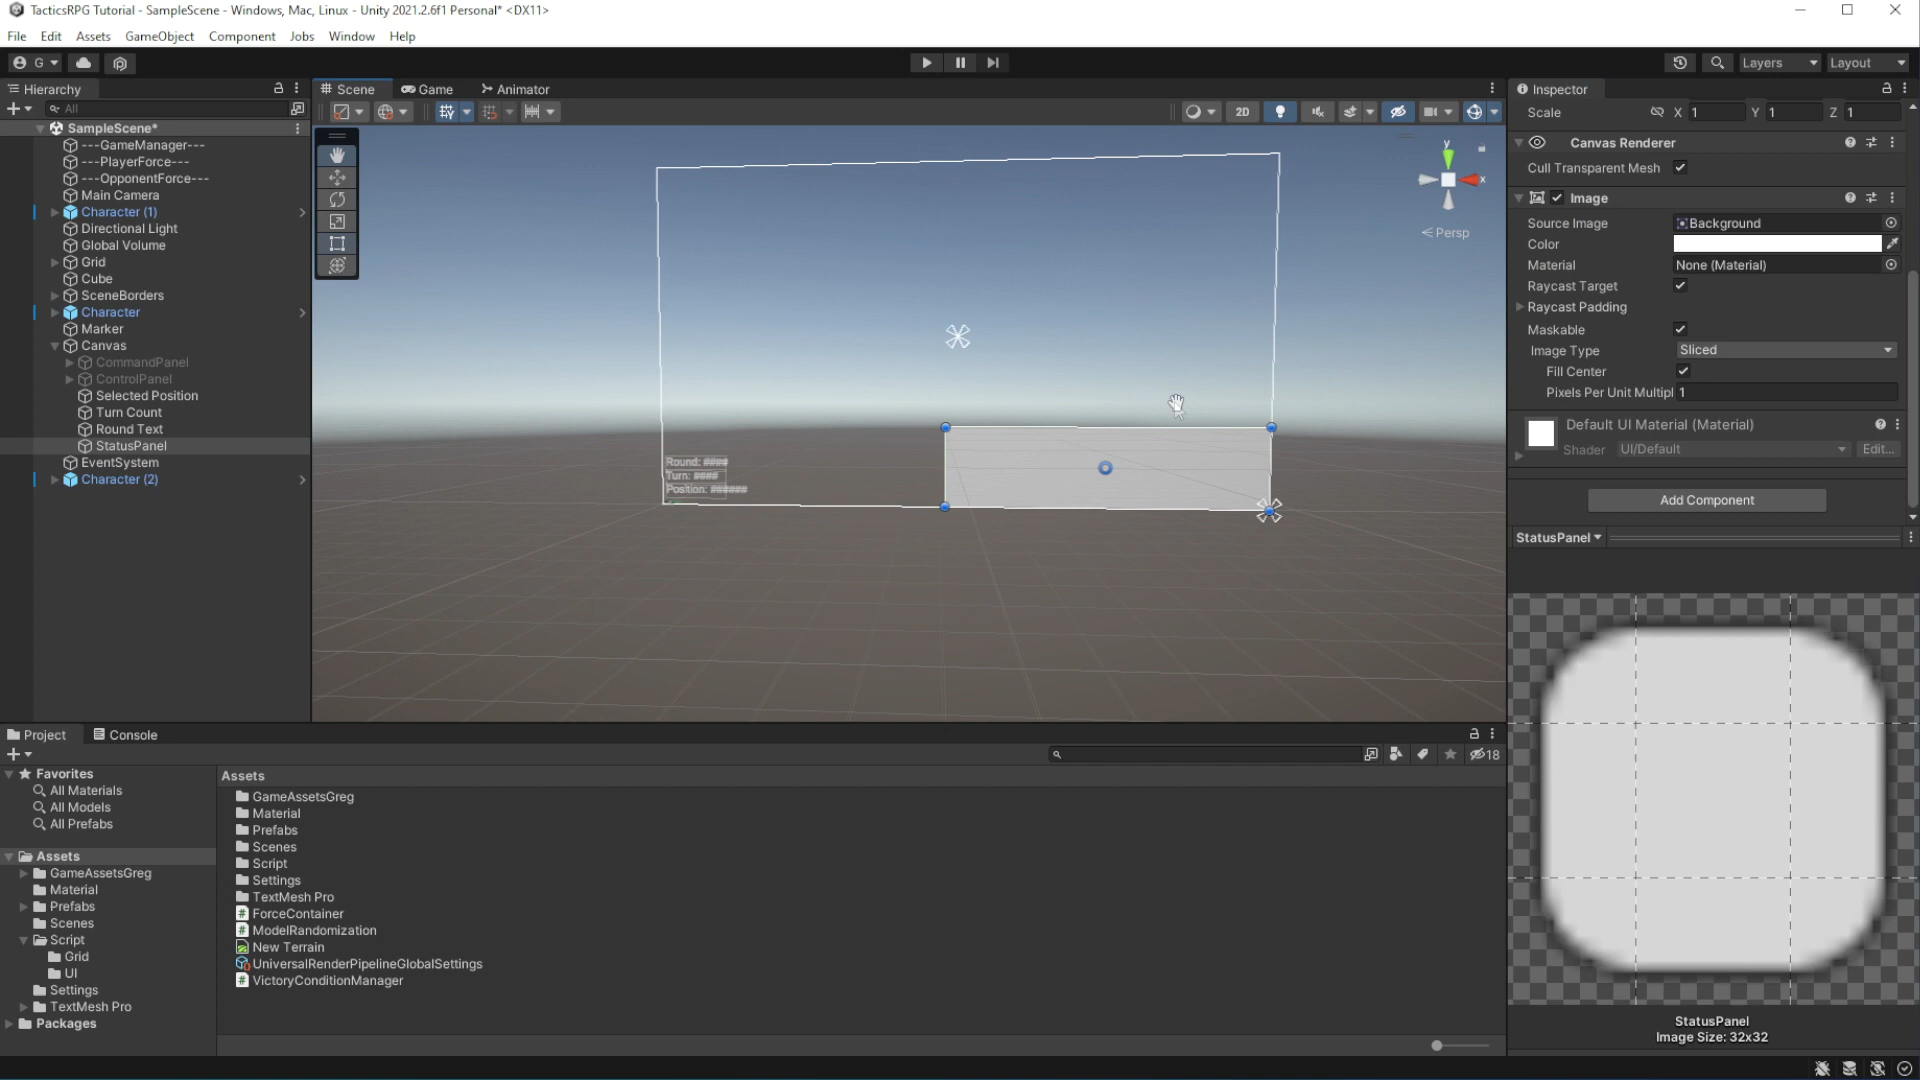 TacticsRPG Tutorial - SampleScene - Windows, Mac, Linux - Unity 2021.2.6f1 Personal* <DX11>
File Edit Assets GameObject Component Jobs Window Help
G Layers Layout
Hierarchy
All
SampleScene*
---GameManager---
---PlayerForce---
---OpponentForce---
Main Camera
Character (1)
Directional Light
Global Volume
Grid
Cube
SceneBorders
Character
Marker
Canvas
CommandPanel
ControlPanel
Selected Position
Turn Count
Round Text
StatusPanel
EventSystem
Character (2)
Scene Game Animator
2D
y
x
Persp
Round: ####
Turn: ####
Position: ######
Inspector
Scale X 1 Y 1 Z 1
Canvas Renderer
Cull Transparent Mesh
Image
Source Image Background
Color
Material None (Material)
Raycast Target
Raycast Padding
Maskable
Image Type Sliced
Fill Center
Pixels Per Unit Multipl 1
Default UI Material (Material)
Shader UI/Default Edit...
Add Component
StatusPanel
StatusPanel
Image Size: 32x32
Project Console
18
Favorites
All Materials
All Models
All Prefabs
Assets
GameAssetsGreg
Material
Prefabs
Scenes
Script
Grid
UI
Settings
TextMesh Pro
Packages
Assets
GameAssetsGreg
Material
Prefabs
Scenes
Script
Settings
TextMesh Pro
ForceContainer
ModelRandomization
New Terrain
UniversalRenderPipelineGlobalSettings
VictoryConditionManager